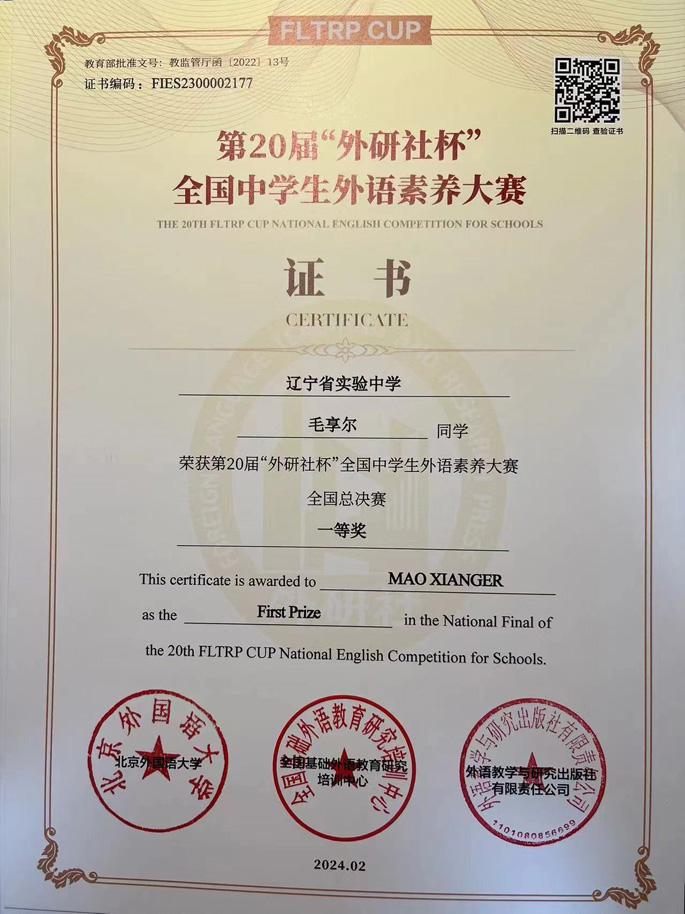 FLTRP CUP
教育部批准文号：教监管厅函〔2022〕13号
证书编码：FIES2300002177
扫描二维码 查验证书
第20届“外研社杯”
全国中学生外语素养大赛
THE 20TH FLTRP CUP NATIONAL ENGLISH COMPETITION FOR SCHOOLS
证 书
CERTIFICATE
辽宁省实验中学
毛享尔 同学
荣获第20届“外研社杯”全国中学生外语素养大赛
全国总决赛
一等奖
This certificate is awarded to MAO XIANGER
as the First Prize in the National Final of
the 20th FLTRP CUP National English Competition for Schools.
北京外国语大学
北京外国语大学
全国基础外语教育研究培训中心
全国基础外语教育研究
培训中心
外语教学与研究出版社有限责任公司
外语教学与研究出版社
有限责任公司
1101080856699
2024.02